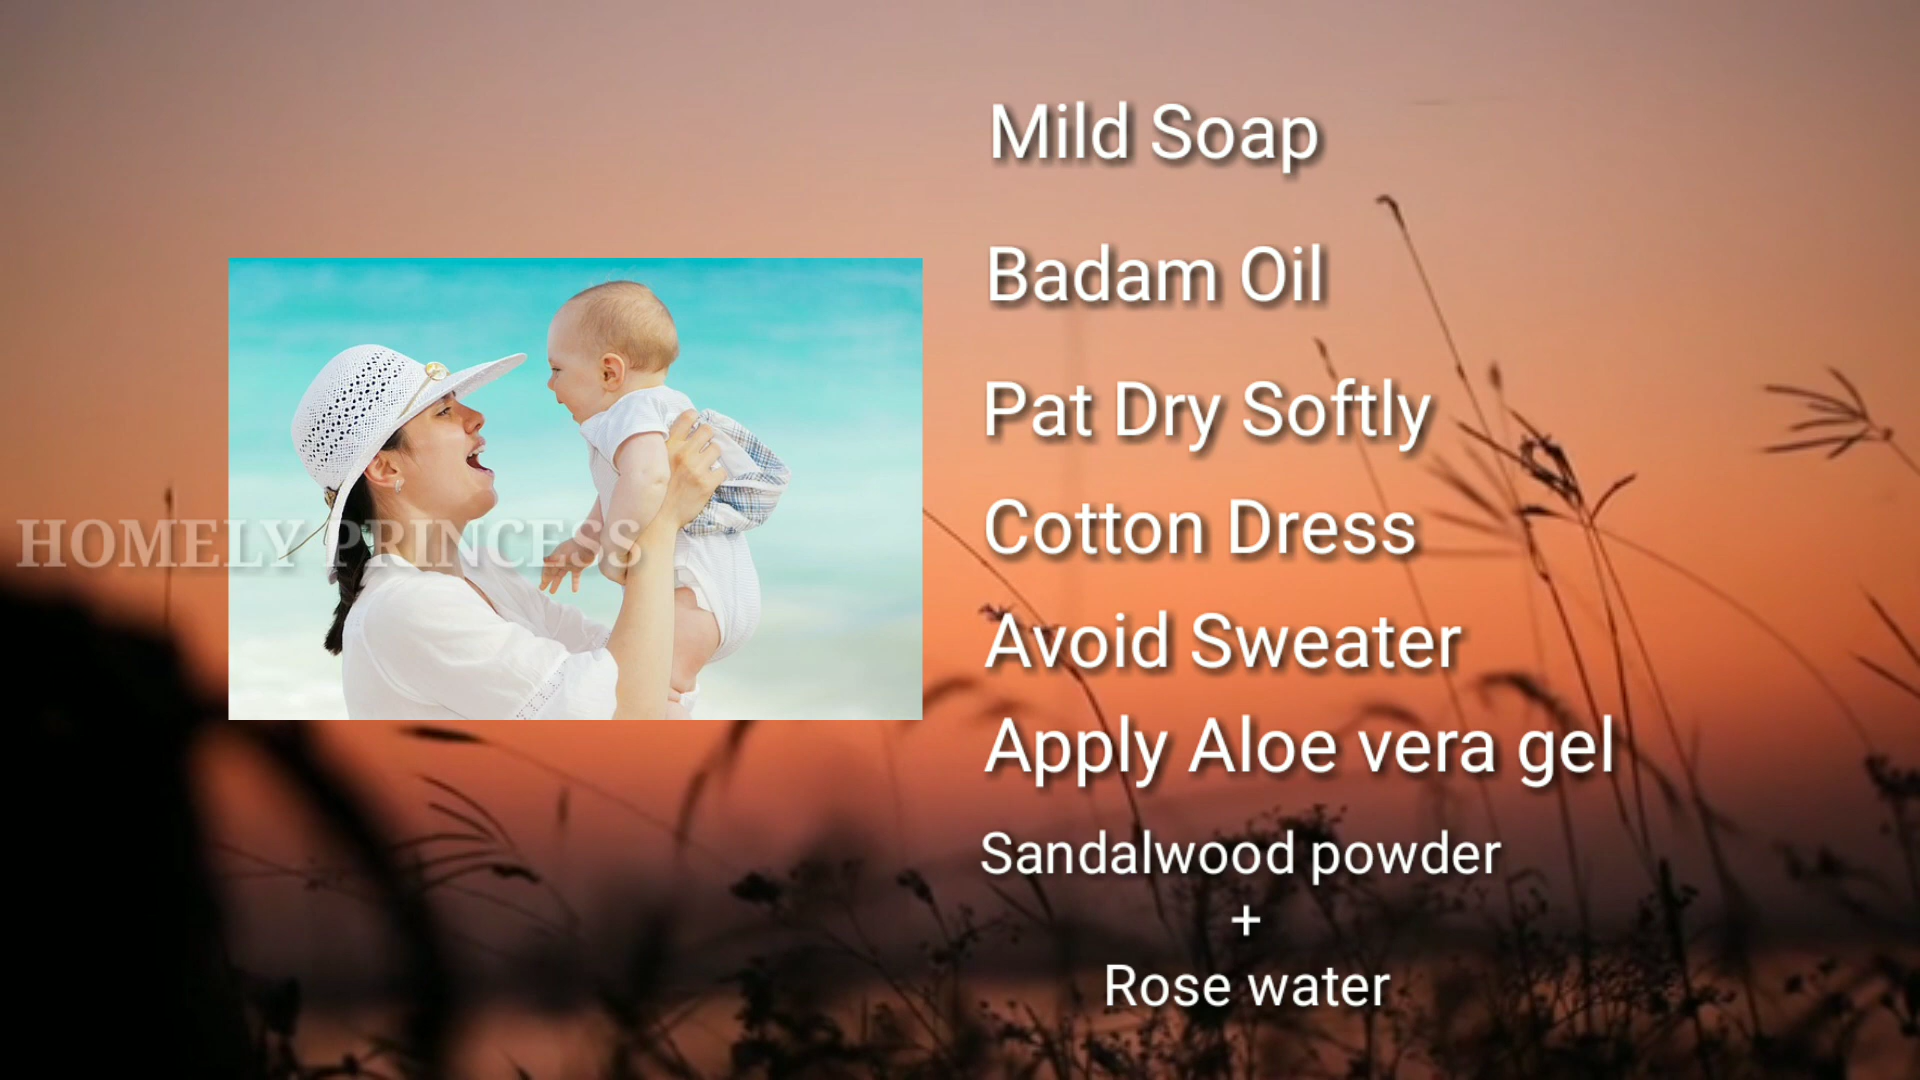 Mild Soap
Badam Oil
Pat Dry Softly
Cotton Dress
HOMELY PRINCESS
Avoid Sweater
Apply Aloe vera gel
Sandalwood powder
+
Rose water